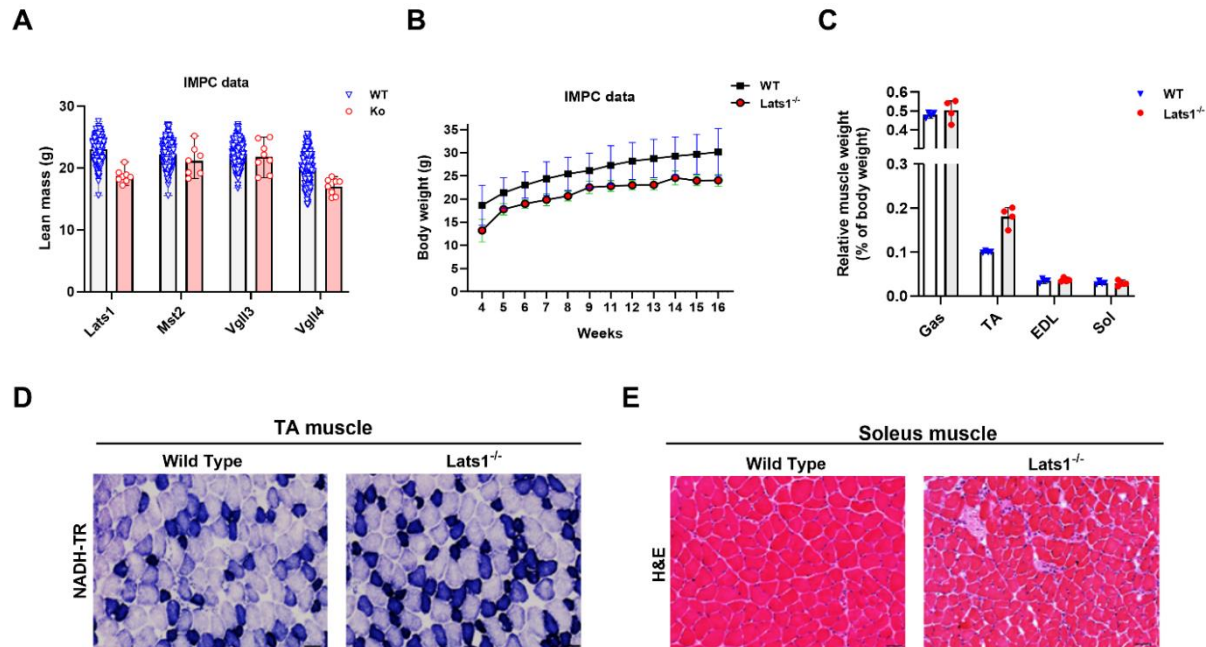 A
IMPC data
WT
Ko
Lean mass (g)
30
20
10
0
Lats1
Mst2
Vgll3
Vgll4
B
IMPC data
WT
Lats1-/-
Body weight (g)
35
30
25
20
15
10
5
0
4 5 6 7 8 9 11 12 13 14 15 16
Weeks
C
WT
Lats1-/-
Relative muscle weight
(% of body weight)
0.6
0.5
0.4
0.3
0.2
0.1
0.0
Gas
TA
EDL
Sol
D
TA muscle
Wild Type
Lats1-/-
NADH-TR
E
Soleus muscle
Wild Type
Lats1-/-
H&E